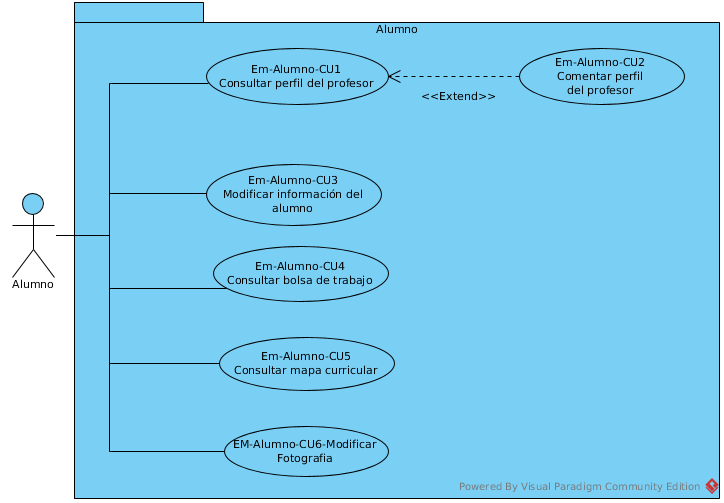 Alumno
Em-Alumno-CU1
Consultar perfil del profesor
Em-Alumno-CU2
Comentar perfil
del profesor
<<Extend>>
Em-Alumno-CU3
Modificar información del
alumno
Em-Alumno-CU4
Consultar bolsa de trabajo
Alumno
Em-Alumno-CU5
Consultar mapa curricular
EM-Alumno-CU6-Modificar
Fotografia
Powered By Visual Paradigm Community Edition